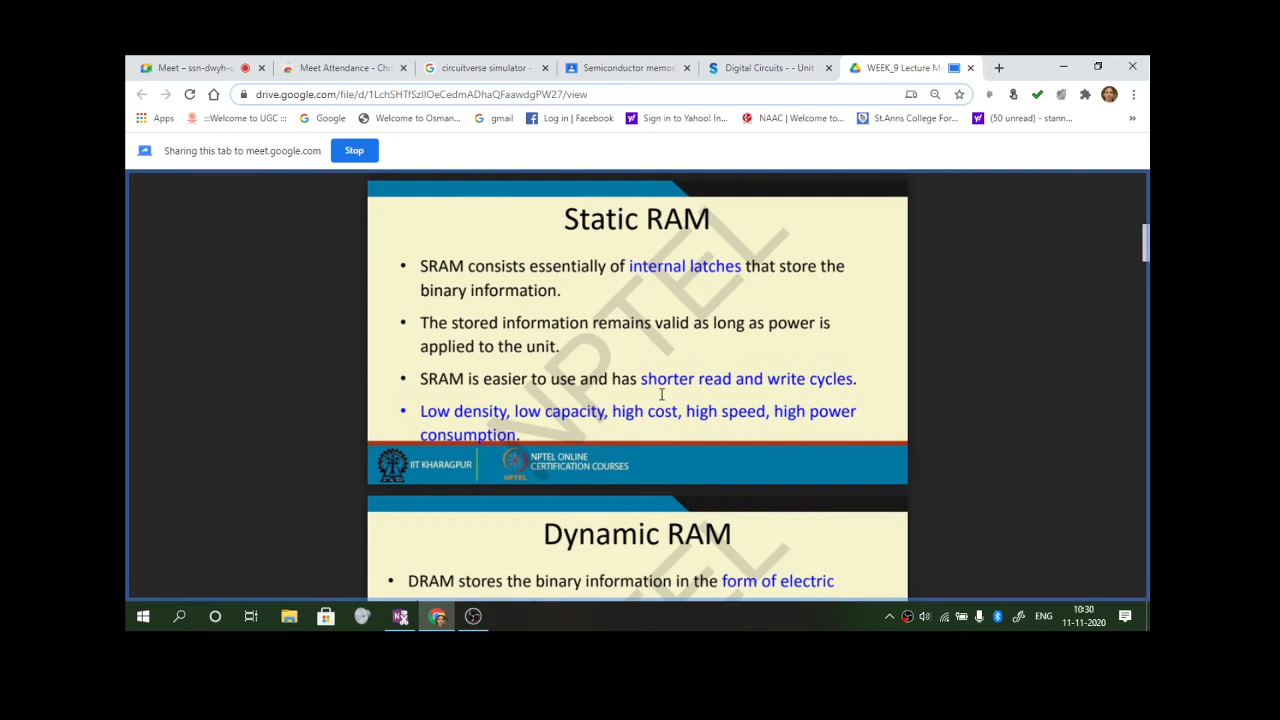 Meet – ssn-dwyh-u
Meet Attendance - Chr
circuitverse simulator -
Semiconductor memo
Digital Circuits - - Unit
WEEK_9 Lecture Ma
drive.google.com/file/d/1LchSHTfSzlIOeCedmADhaQFaawdgPW27/view
Apps
:::Welcome to UGC :::
Google
Welcome to Osman...
gmail
Log in | Facebook
Sign in to Yahoo! In...
NAAC | Welcome to...
St.Anns College For...
(50 unread) - stann...
»
Sharing this tab to meet.google.com
Stop
Static RAM
• SRAM consists essentially of internal latches that store the
binary information.
• The stored information remains valid as long as power is
applied to the unit.
• SRAM is easier to use and has shorter read and write cycles.
• Low density, low capacity, high cost, high speed, high power
consumption.
NPTEL
IIT KHARAGPUR
NPTEL
NPTEL ONLINE
CERTIFICATION COURSES
Dynamic RAM
• DRAM stores the binary information in the form of electric
ENG
10:30
11-11-2020